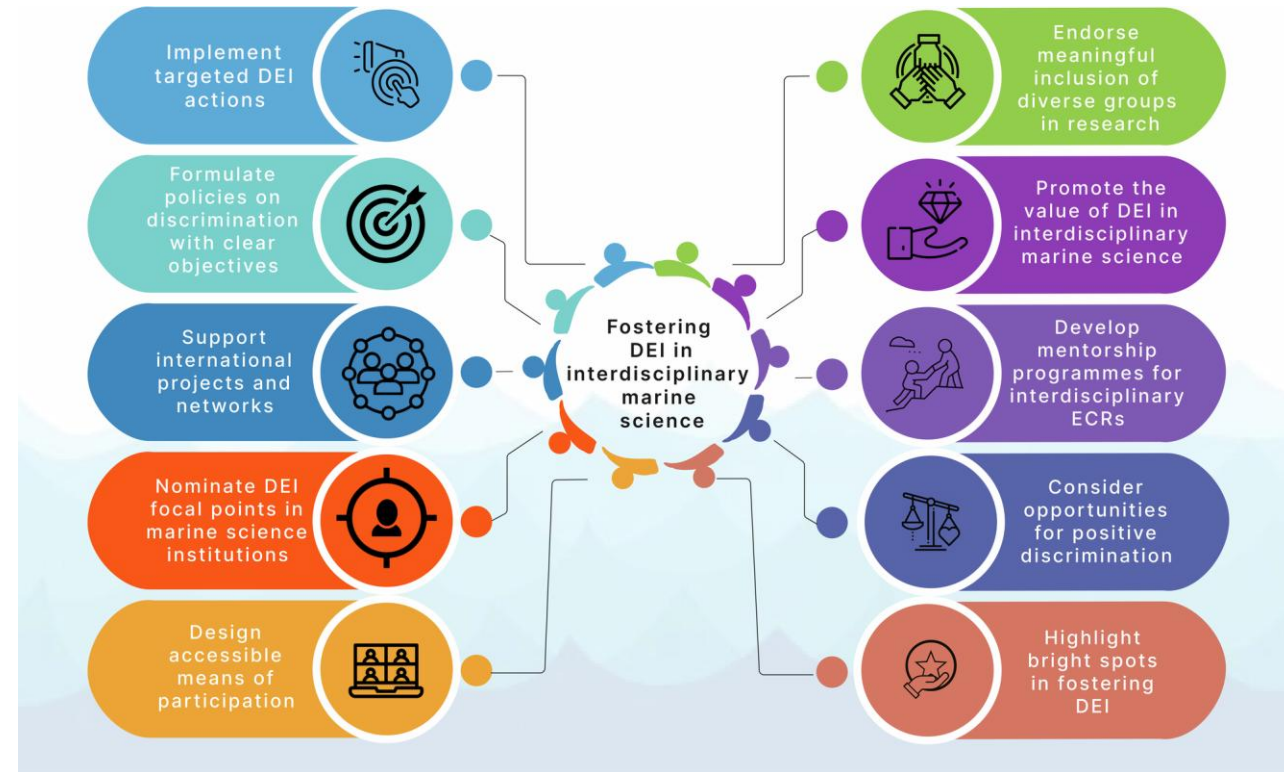 Implement
targeted DEI
actions
Formulate
policies on
discrimination
with clear
objectives
Support
international
projects and
networks
Nominate DEI
focal points in
marine science
institutions
Design
accessible
means of
participation
Fostering
DEI in
interdisciplinary
marine
science
Endorse
meaningful
inclusion of
diverse groups
in research
Promote the
value of DEI in
interdisciplinary
marine science
Develop
mentorship
programmes for
interdisciplinary
ECRs
Consider
opportunities
for positive
discrimination
Highlight
bright spots
in fostering
DEI